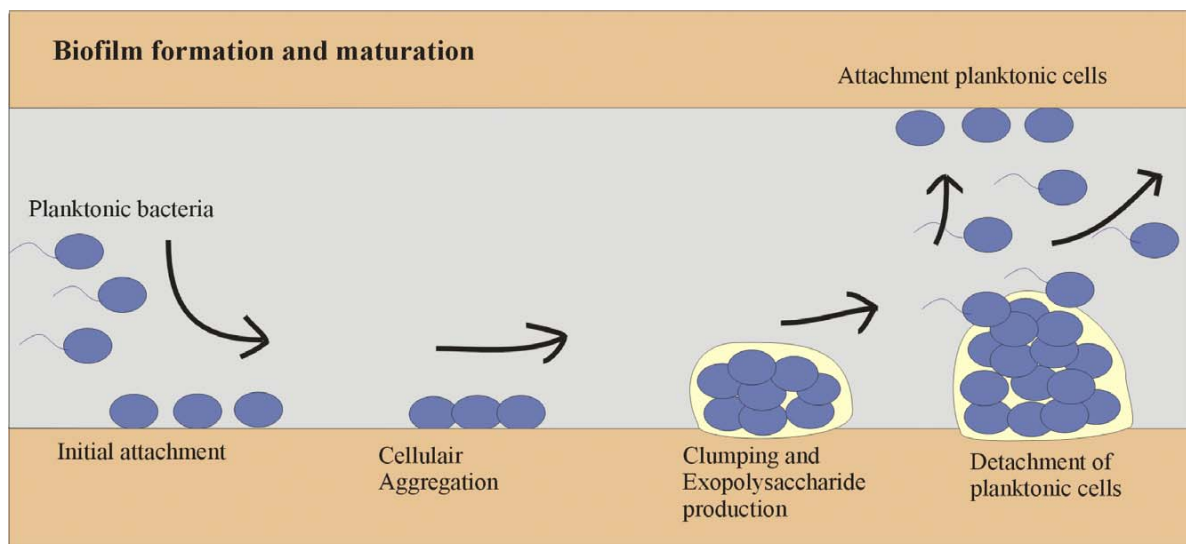 Biofilm formation and maturation
Attachment planktonic cells
Planktonic bacteria
Initial attachment
Cellulair
Aggregation
Clumping and
Exopolysaccharide
production
Detachment of
planktonic cells